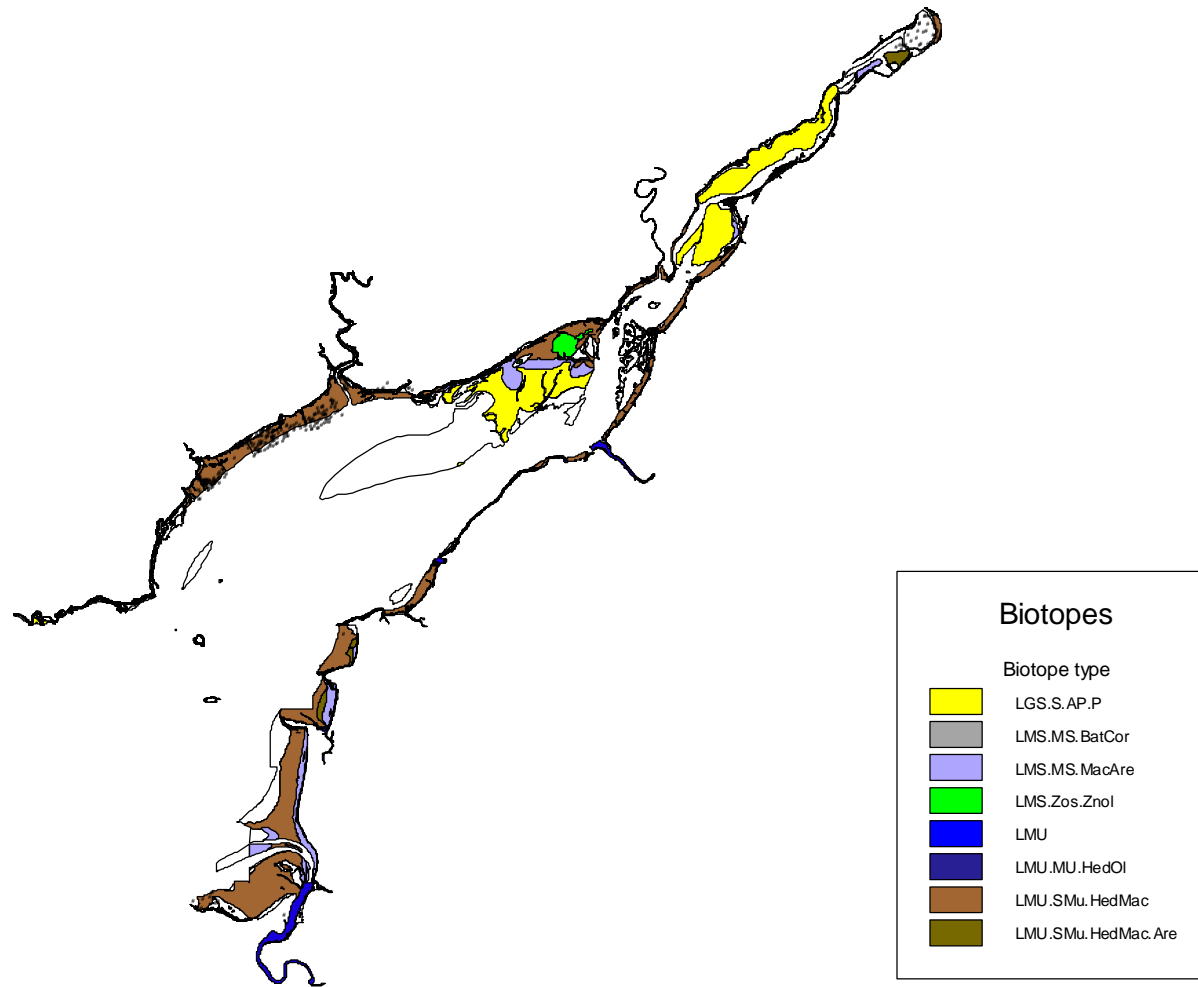 Biotopes
Biotope type
LGS.S.AP.P
LMS.MS.BatCor
LMS.MS.MacAre
LMS.Zos.Znol
LMU
LMU.MU.HedOl
LMU.SMu.HedMac
LMU.SMu.HedMac.Are